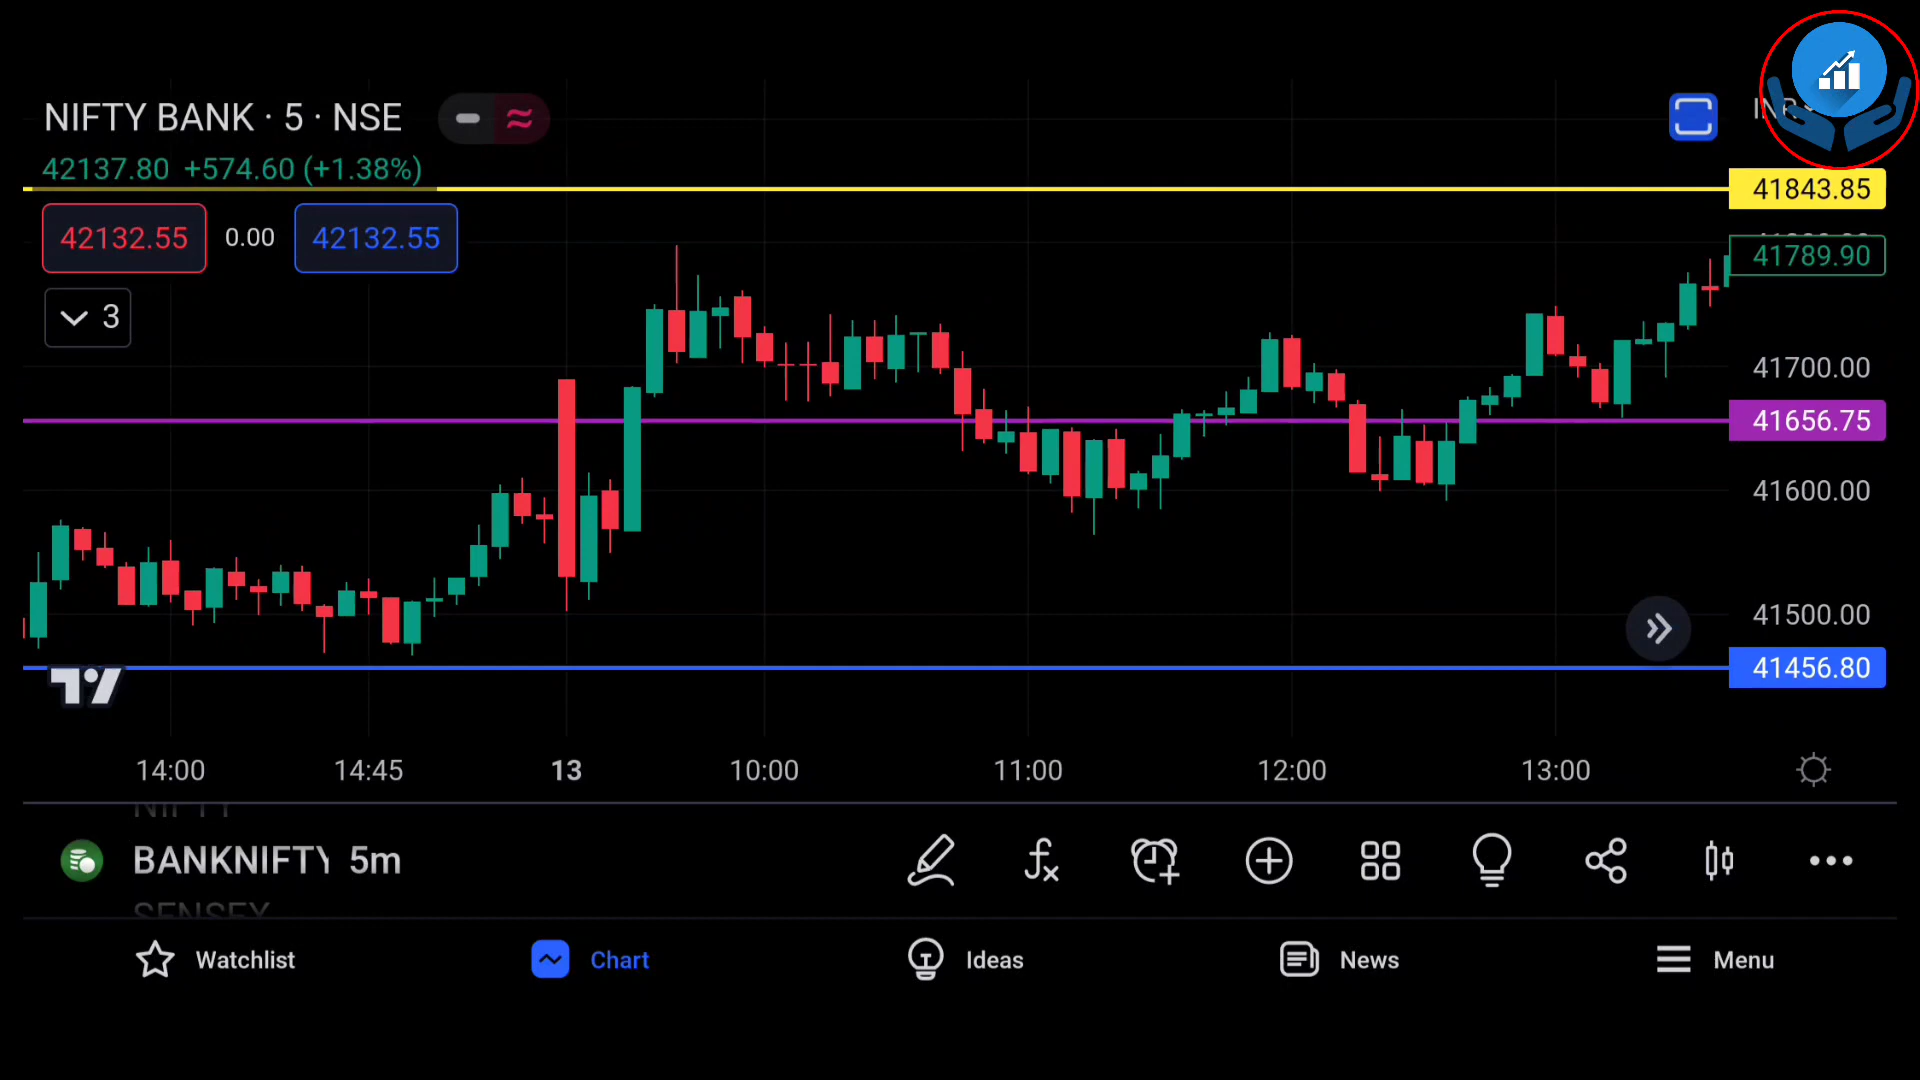 NIFTY BANK · 5 · NSE
42137.80 +574.60 (+1.38%)
42132.55 0.00 42132.55
3
41843.85
41789.90
41700.00
41656.75
41600.00
41500.00
41456.80
14:00 14:45 13 10:00 11:00 12:00 13:00
NIFTY
BANKNIFTY 5m
SENSEX
Watchlist Chart Ideas News Menu